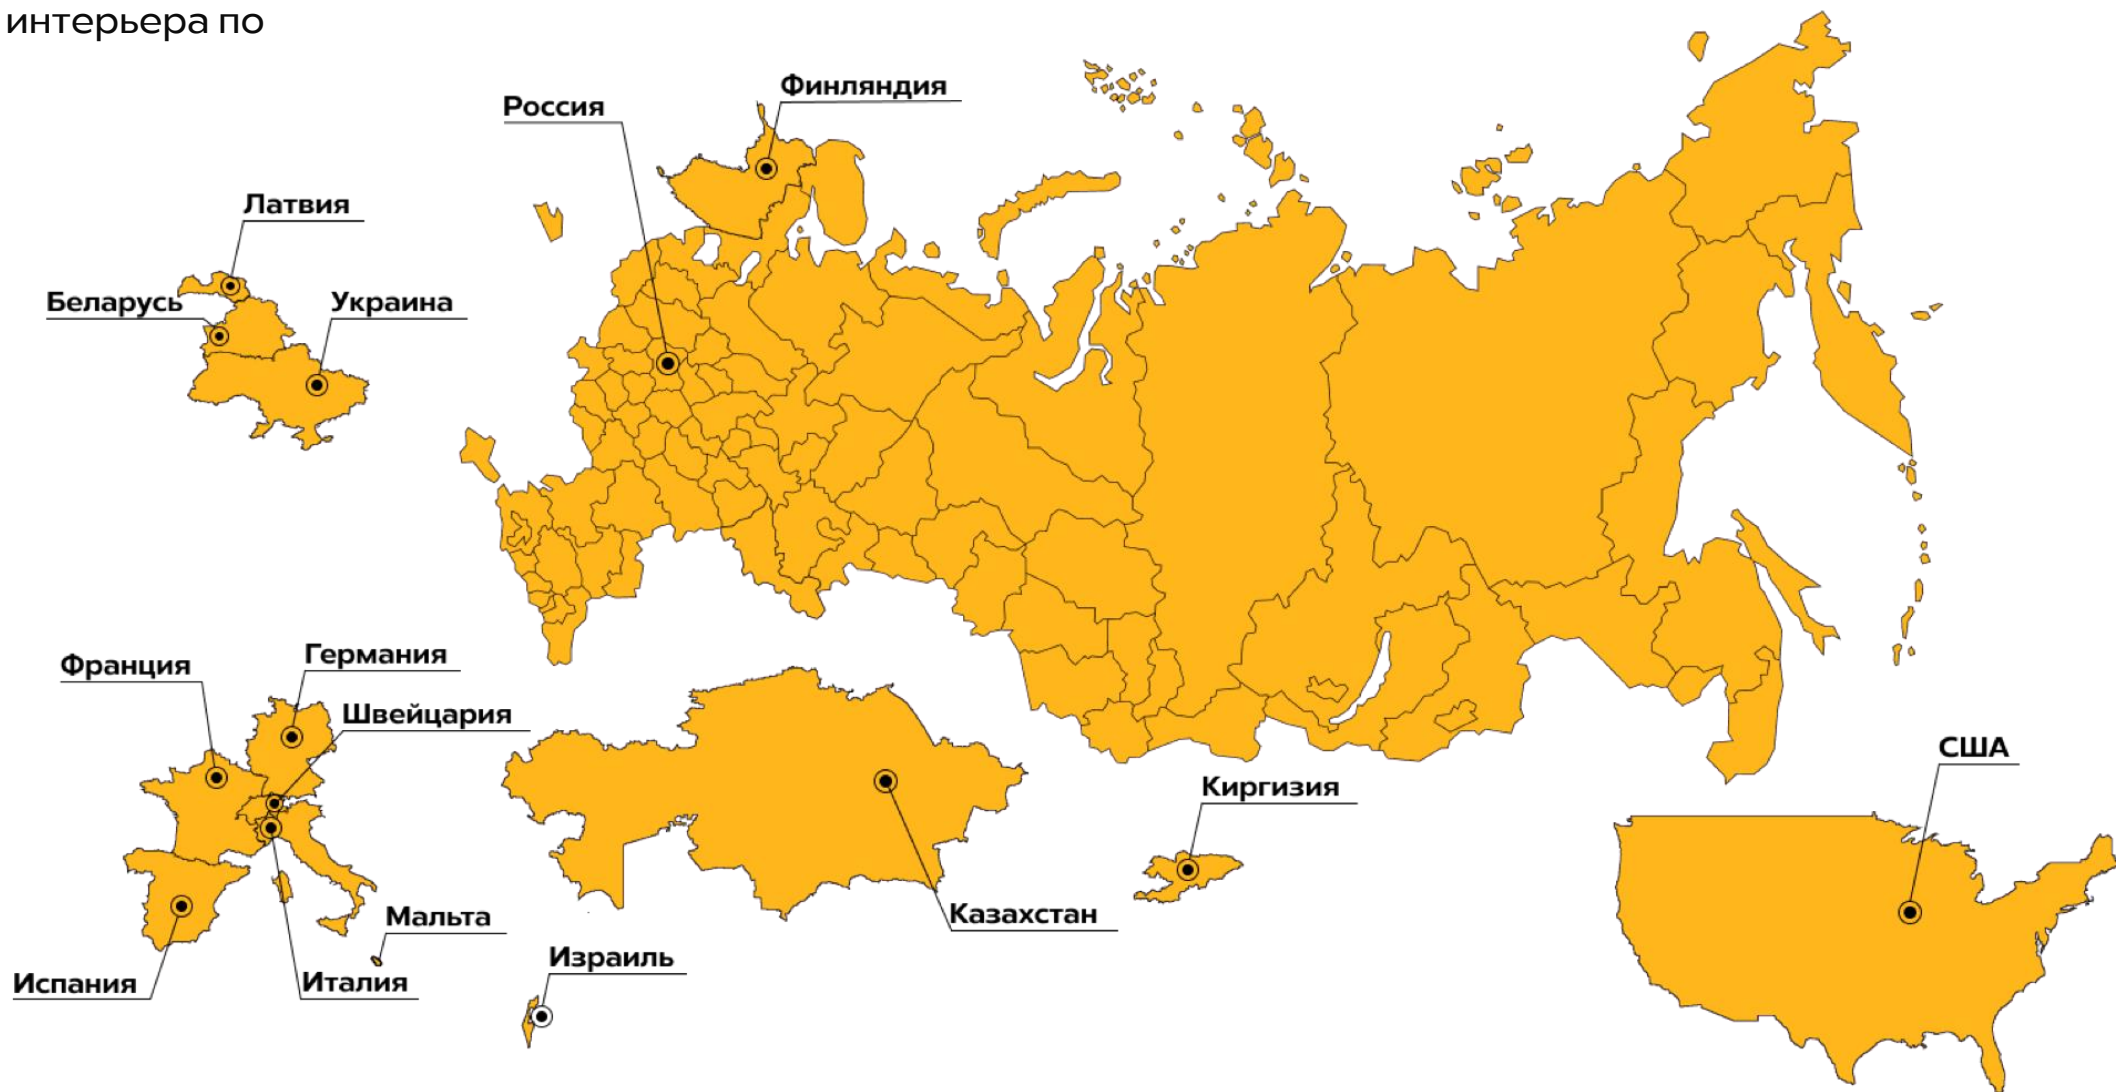 интерьера по
Финляндия
Россия
Латвия
Беларусь
Украина
Германия
Франция
Швейцария
США
Киргизия
Казахстан
Мальта
Израиль
Испания
Италия